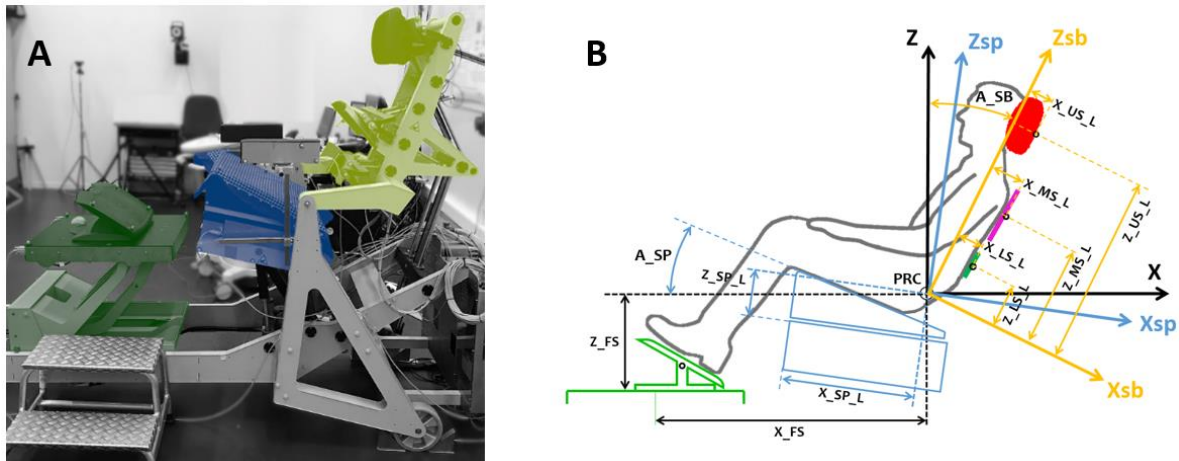 A
B
Z
Zsp
Zsb
A_SB
X_US_L
X_MS_L
Z_US_L
A_SP
X_LS_L
Z_MS_L
Z_SP_L
PRC
X
Z_LS_L
Xsp
Z_FS
Xsb
X_SP_L
X_FS